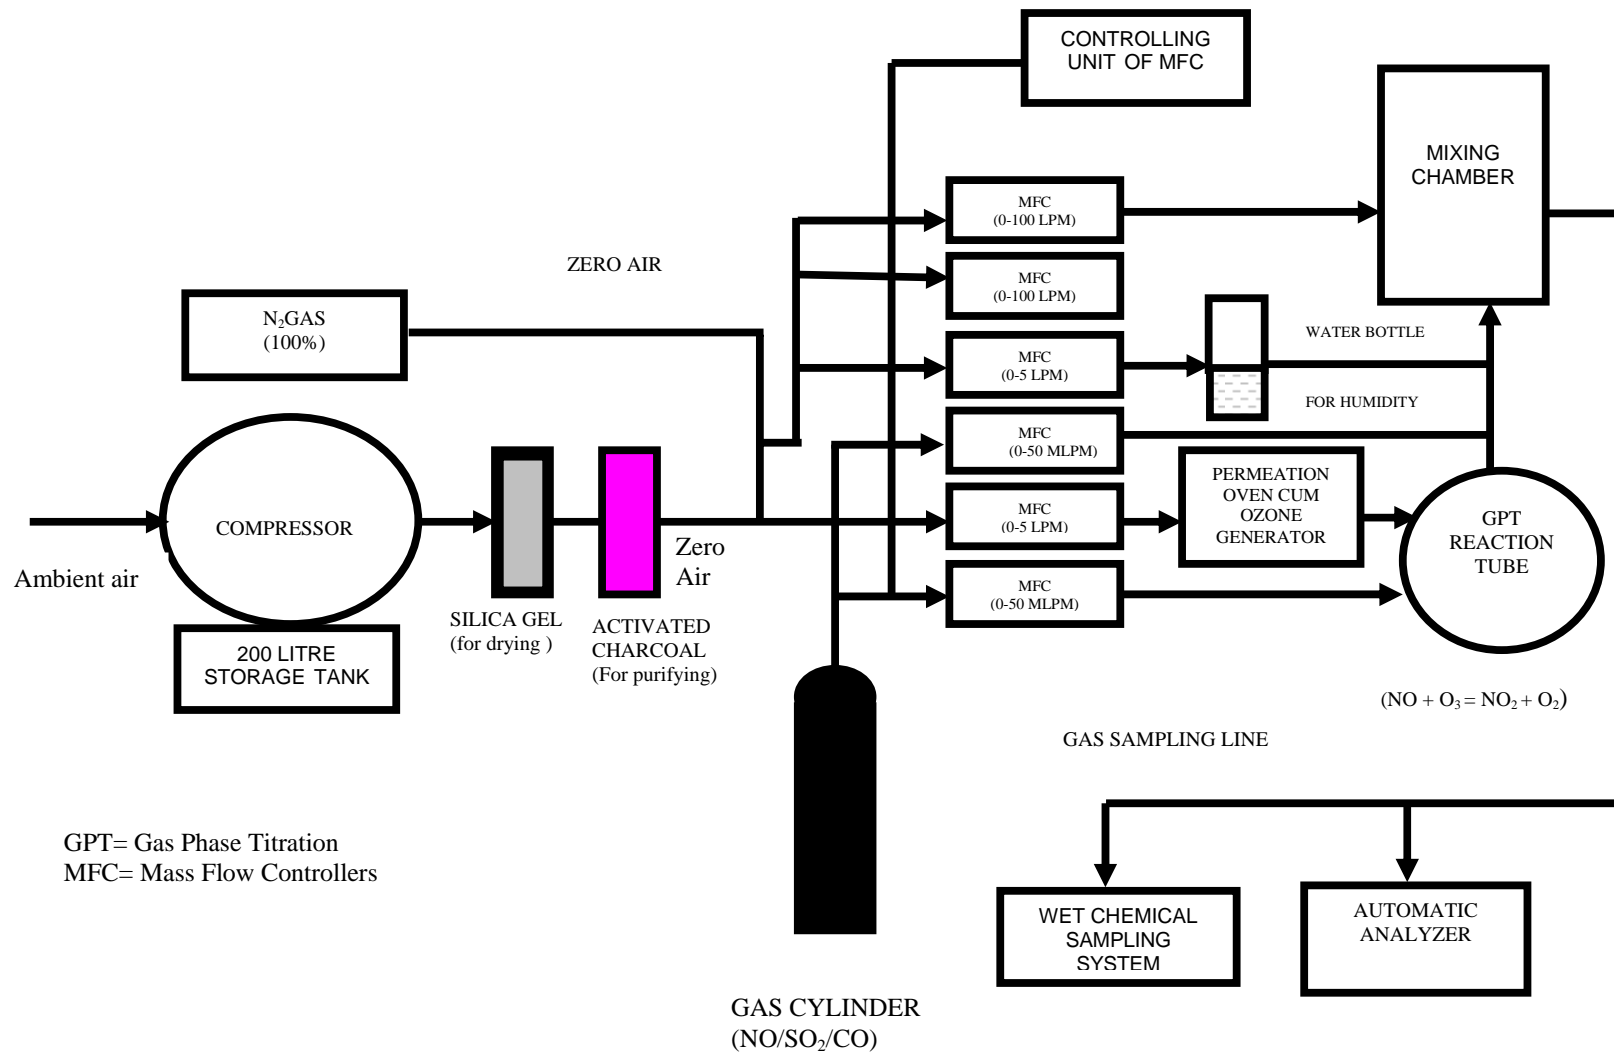 CONTROLLING
UNIT OF MFC
MIXING
CHAMBER
MFC
(0-100 LPM)
ZERO AIR
MFC
(0-100 LPM)
N₂GAS
(100%)
WATER BOTTLE
MFC
(0-5 LPM)
FOR HUMIDITY
MFC
(0-50 MLPM)
PERMEATION
OVEN CUM
OZONE
GENERATOR
MFC
(0-5 LPM)
GPT
REACTION
TUBE
COMPRESSOR
Zero
Air
Ambient air
MFC
(0-50 MLPM)
SILICA GEL
(for drying )
ACTIVATED
CHARCOAL
(For purifying)
200 LITRE
STORAGE TANK
(NO + O₃ = NO₂ + O₂)
GAS SAMPLING LINE
GPT= Gas Phase Titration
MFC= Mass Flow Controllers
WET CHEMICAL
SAMPLING
SYSTEM
AUTOMATIC
ANALYZER
GAS CYLINDER
(NO/SO₂/CO)